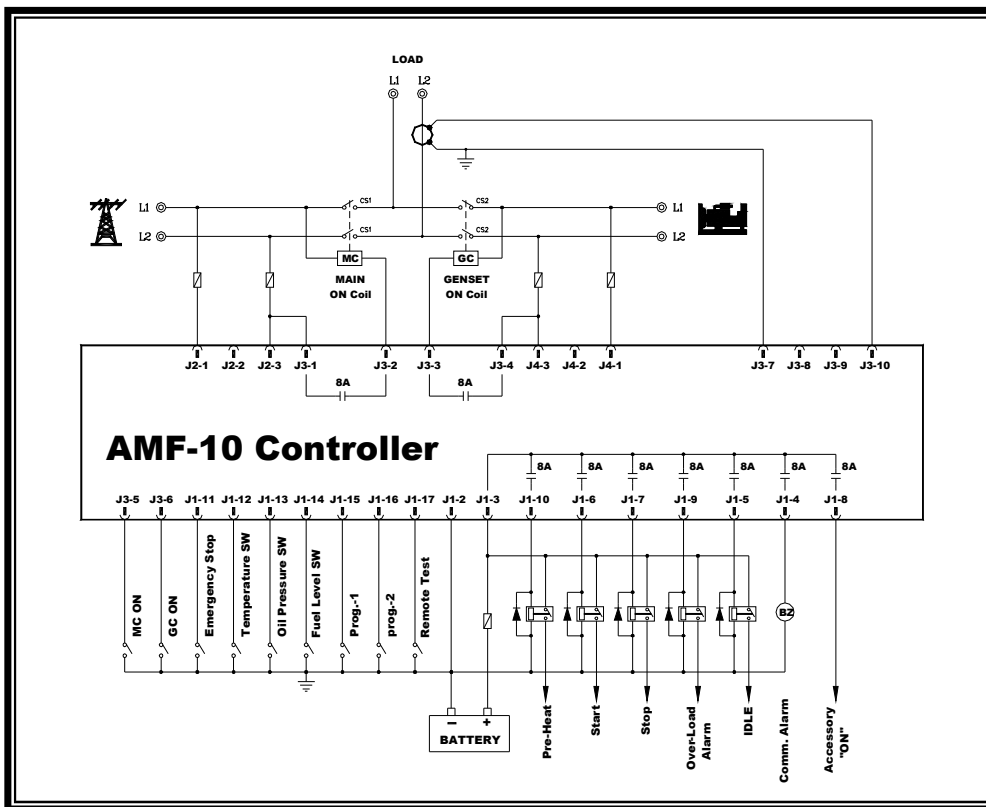 LOAD
L1 L2
L1 CS1 CS2 L1
L2 CS1 CS2 L2
MC GC
MAIN
ON Coil
GENSET
ON Coil
J2-1 J2-2 J2-3 J3-1 J3-2 J3-3 J3-4 J4-3 J4-2 J4-1 J3-7 J3-8 J3-9 J3-10
8A 8A
AMF-10 Controller
8A 8A 8A 8A 8A 8A 8A
J3-5 J3-6 J1-11 J1-12 J1-13 J1-14 J1-15 J1-16 J1-17 J1-2 J1-3 J1-10 J1-6 J1-7 J1-9 J1-5 J1-4 J1-8
MC ON
GC ON
Emergency Stop
Temperature SW
Oil Pressure SW
Fuel Level SW
Prog.-1
prog.-2
Remote Test
BZ
– +
BATTERY
Pre-Heat
Start
Stop
Over-Load
Alarm
IDLE
Comm. Alarm
Accessory
"ON"